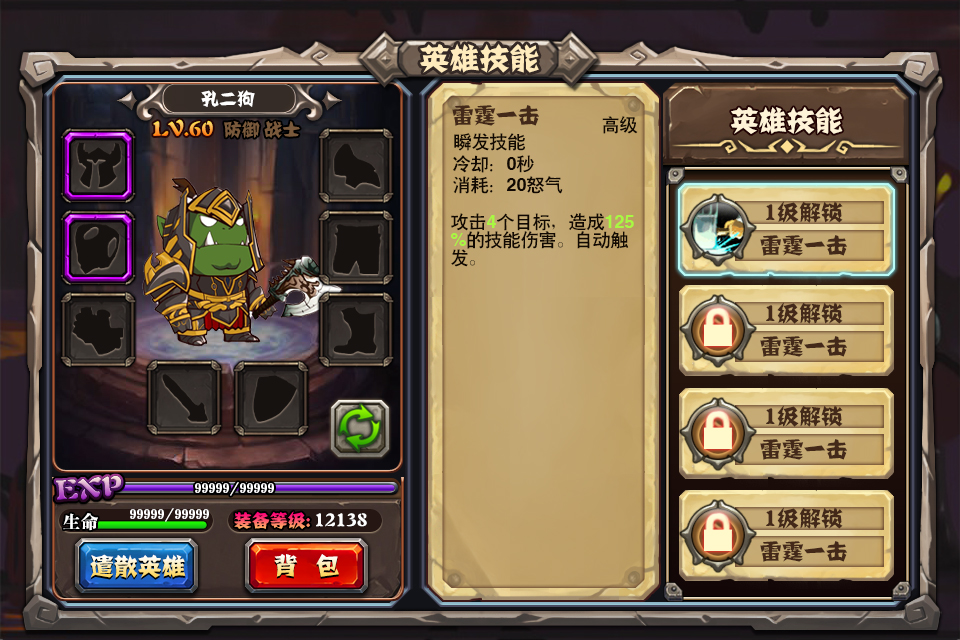 英雄技能
孔二狗
LV.60 防御 战士
EXP
99999/99999
生命
99999/99999
装备等级:12138
遣散英雄
背 包
雷霆一击
高级
瞬发技能
冷却: 0秒
消耗: 20怒气
攻击4个目标, 造成125
%的技能伤害。自动触
发。
英雄技能
1级解锁
雷霆一击
1级解锁
雷霆一击
1级解锁
雷霆一击
1级解锁
雷霆一击